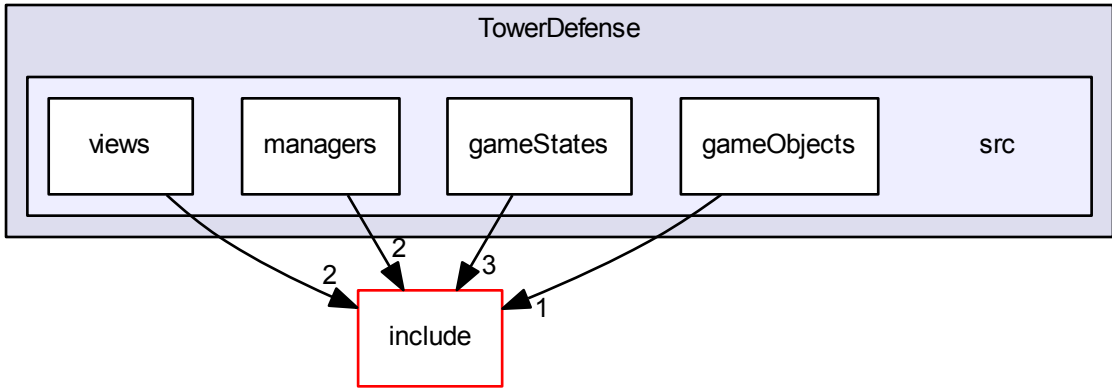 TowerDefense
views
managers
gameStates
gameObjects
src
2
2
3
1
include